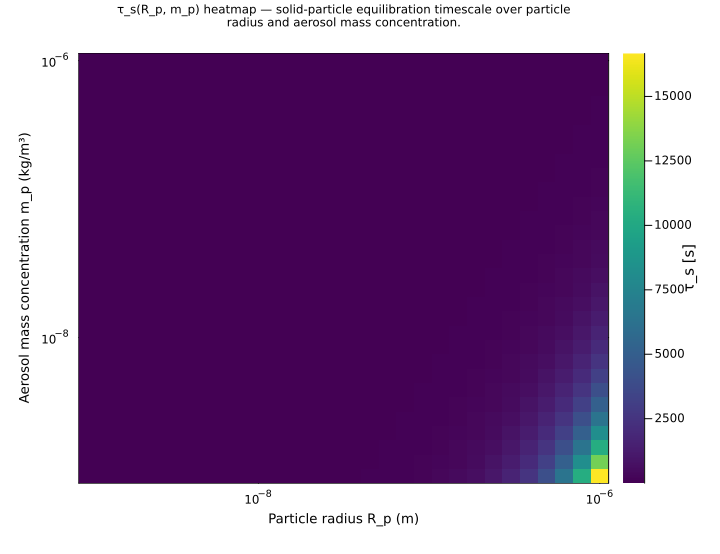 τ_s(R_p, m_p) heatmap — solid-particle equilibration timescale over particle
radius and aerosol mass concentration.
10⁻⁶
10⁻⁸
Aerosol mass concentration m_p (kg/m³)
10⁻⁸
10⁻⁶
Particle radius R_p (m)
15000
12500
10000
7500
5000
2500
τ_s [s]